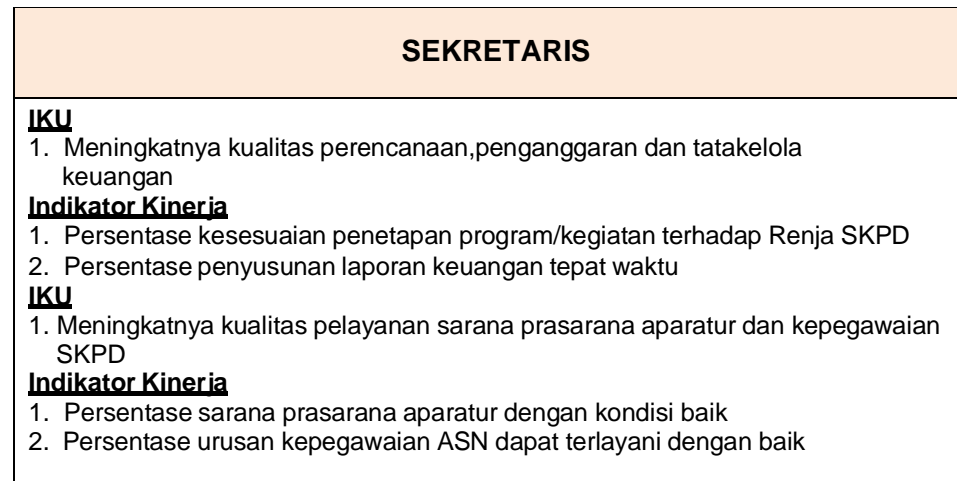 SEKRETARIS
IKU
1. Meningkatnya kualitas perencanaan,penganggaran dan tatakelola
keuangan
Indikator Kinerja
1. Persentase kesesuaian penetapan program/kegiatan terhadap Renja SKPD
2. Persentase penyusunan laporan keuangan tepat waktu
IKU
1. Meningkatnya kualitas pelayanan sarana prasarana aparatur dan kepegawaian
SKPD
Indikator Kinerja
1. Persentase sarana prasarana aparatur dengan kondisi baik
2. Persentase urusan kepegawaian ASN dapat terlayani dengan baik